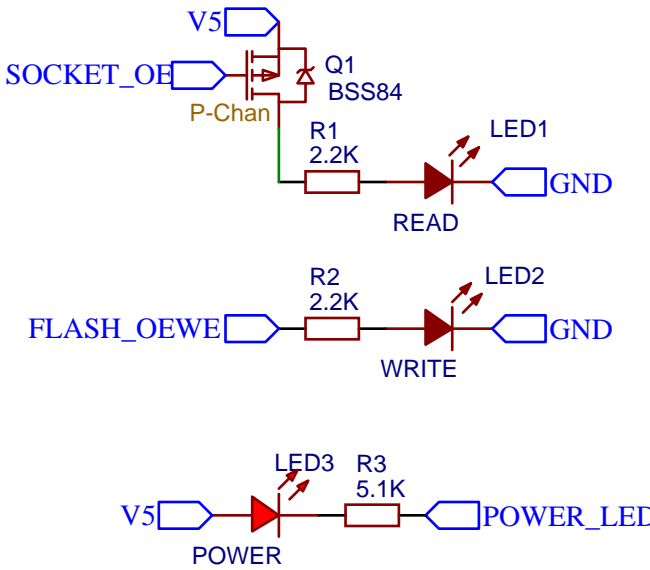 V5
SOCKET_OE
Q1
BSS84
P-Chan
R1
2.2K
LED1
GND
READ
R2
2.2K
LED2
FLASH_OEWE
GND
WRITE
LED3
R3
5.1K
V5
POWER_LED
POWER